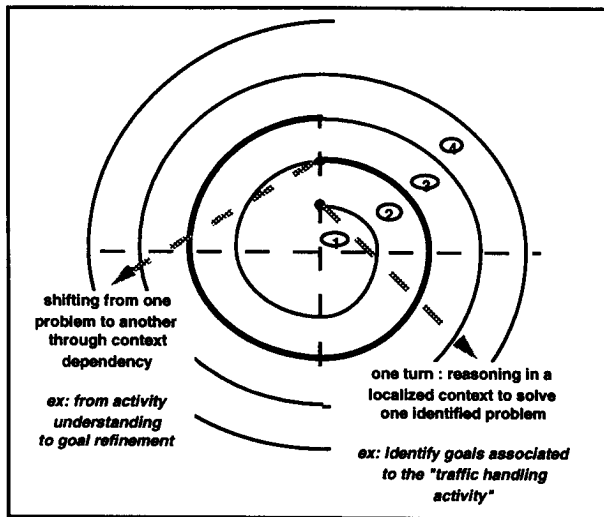 4
3
2
1
shifting from one
problem to another
through context
dependency
ex: from activity
understanding
to goal refinement
one turn : reasoning in a
localized context to solve
one identified problem
ex: identify goals associated
to the "traffic handling
activity"